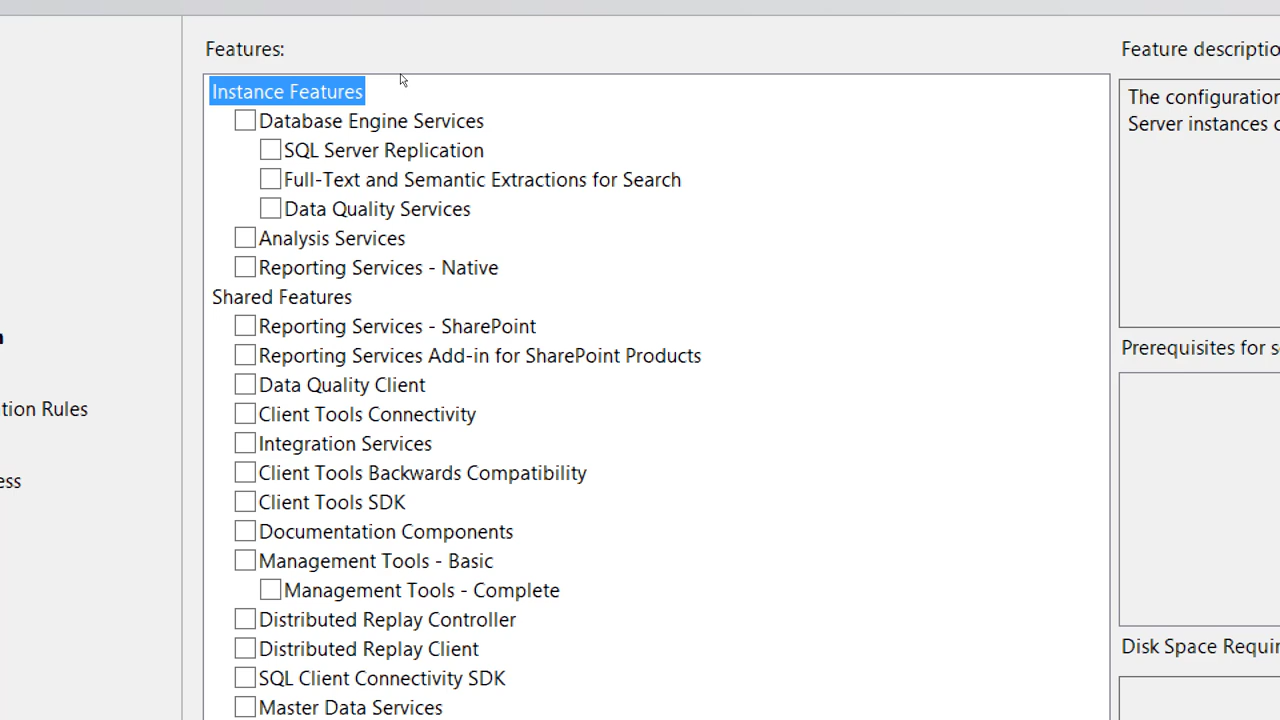 Features:
Instance Features
Database Engine Services
SQL Server Replication
Full-Text and Semantic Extractions for Search
Data Quality Services
Analysis Services
Reporting Services - Native
Shared Features
Reporting Services - SharePoint
Reporting Services Add-in for SharePoint Products
Data Quality Client
Client Tools Connectivity
Integration Services
Client Tools Backwards Compatibility
Client Tools SDK
Documentation Components
Management Tools - Basic
Management Tools - Complete
Distributed Replay Controller
Distributed Replay Client
SQL Client Connectivity SDK
Master Data Services
tion Rules
ess
Feature descriptio
The configuration
Server instances
Prerequisites for s
Disk Space Requir